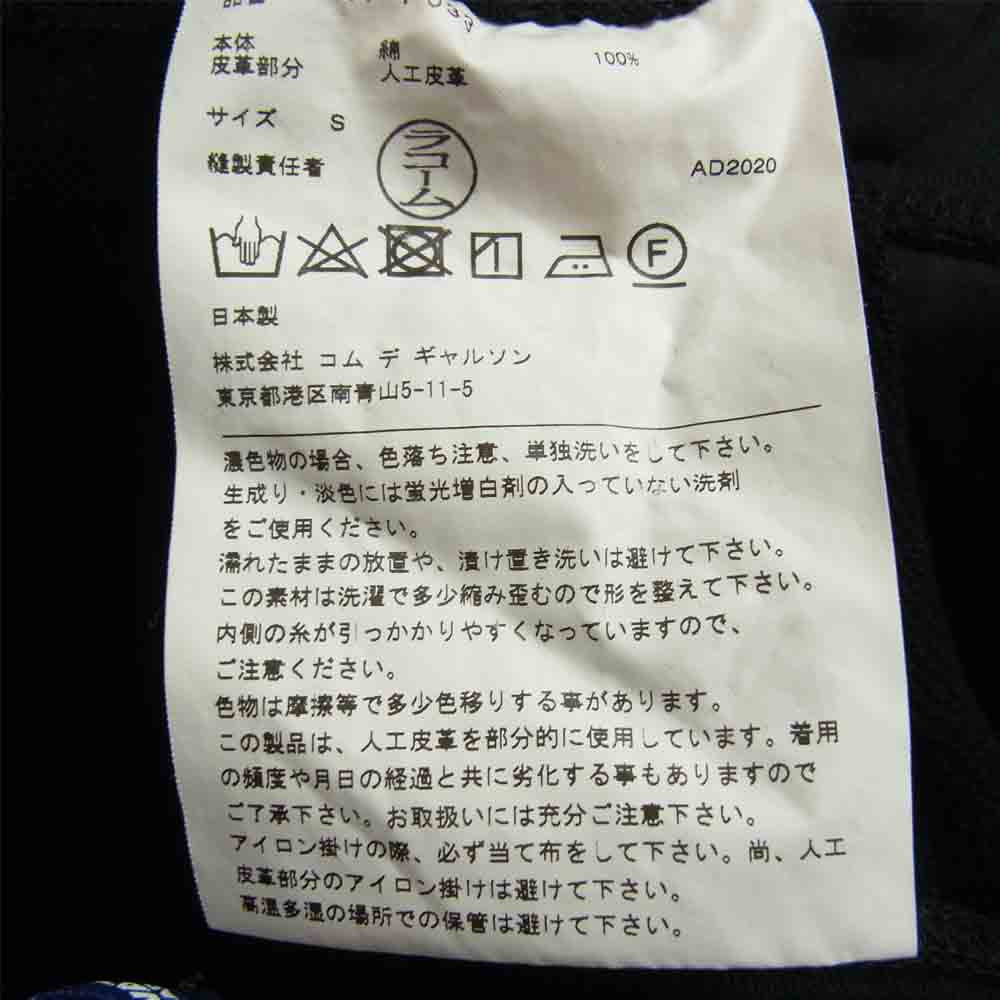 本体 綿 100%
皮革部分 人工皮革
サイズ S
縫製責任者 ラコーム AD2020
F
日本製
株式会社 コム デ ギャルソン
東京都港区南青山5-11-5
濃色物の場合、色落ち注意、単独洗いをして下さい。
生成り・淡色には蛍光増白剤の入っていない洗剤
をご使用ください。
濡れたままの放置や、漬け置き洗いは避けて下さい。
この素材は洗濯で多少縮み歪むので形を整えて下さい。
内側の糸が引っかかりやすくなっていますので、
ご注意ください。
色物は摩擦等で多少色移りする事があります。
この製品は、人工皮革を部分的に使用しています。着用
の頻度や月日の経過と共に劣化する事もありますので
ご了承下さい。お取扱いには充分ご注意下さい。
アイロン掛けの際、必ず当て布をして下さい。尚、人工
皮革部分のアイロン掛けは避けて下さい。
高温多湿の場所での保管は避けて下さい。